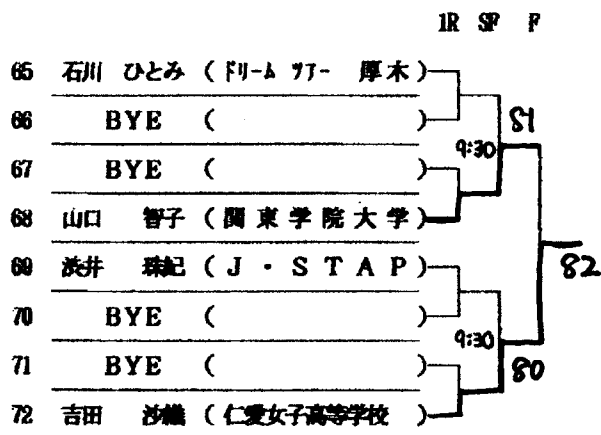 1R SF F
65 石川 ひとみ ( ドリーム ツアー 厚木 )
81
66 BYE ( )
9:30
67 BYE ( )
68 山口 智子 ( 関東学院大学 )
69 渋井 珠紀 ( J・STAP )
82
70 BYE ( )
9:30
71 BYE ( )
80
72 吉田 沙織 ( 仁愛女子高等学校 )